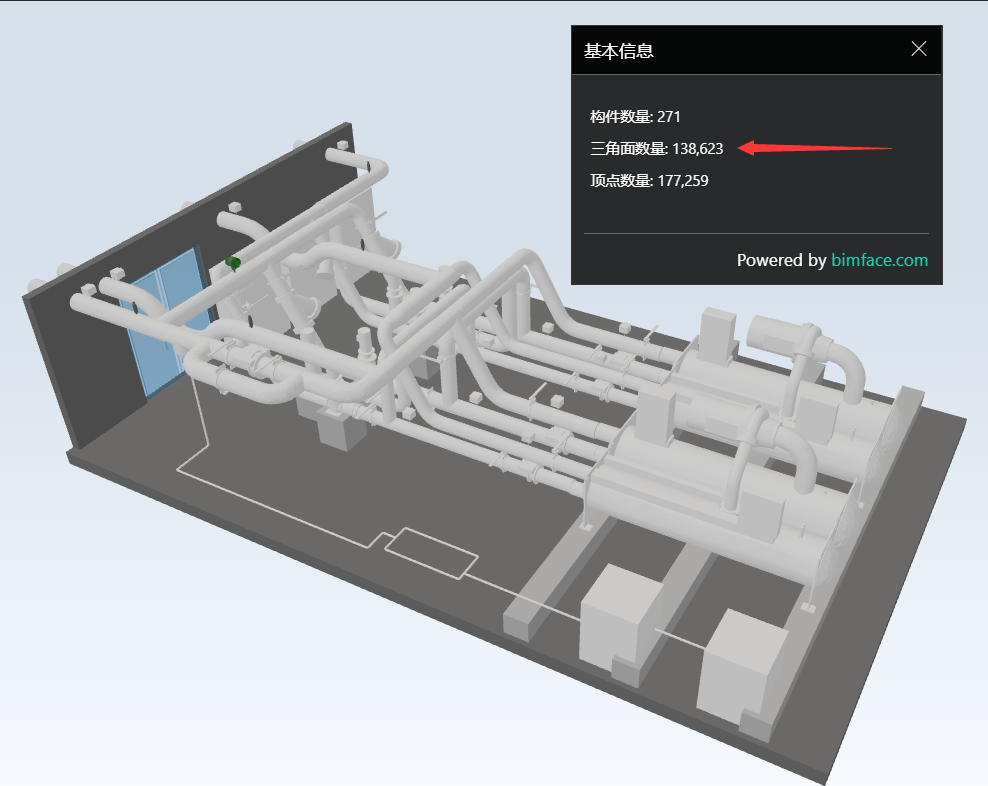 基本信息
构件数量: 271
三角面数量: 138,623
顶点数量: 177,259
Powered by bimface.com